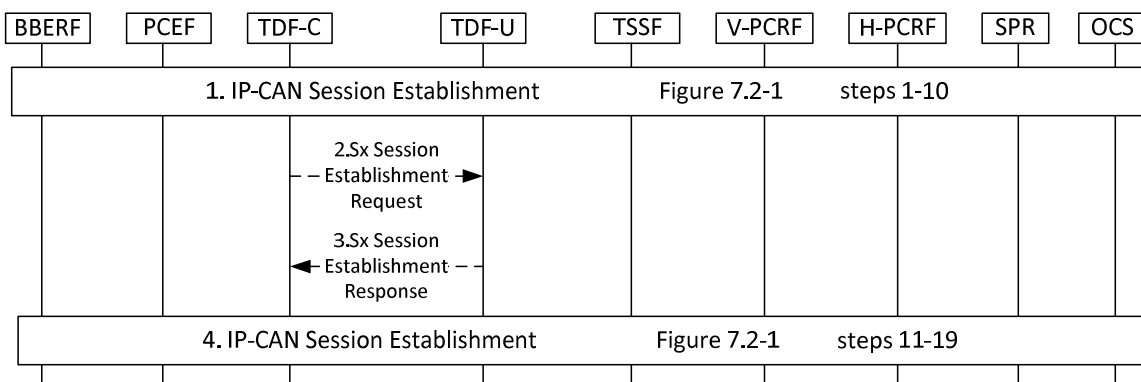 BBERF PCEF TDF-C TDF-U TSSF V-PCRF H-PCRF SPR OCS
1. IP-CAN Session Establishment Figure 7.2-1 steps 1-10
2.Sx Session
Establishment
Request
3.Sx Session
Establishment
Response
4. IP-CAN Session Establishment Figure 7.2-1 steps 11-19